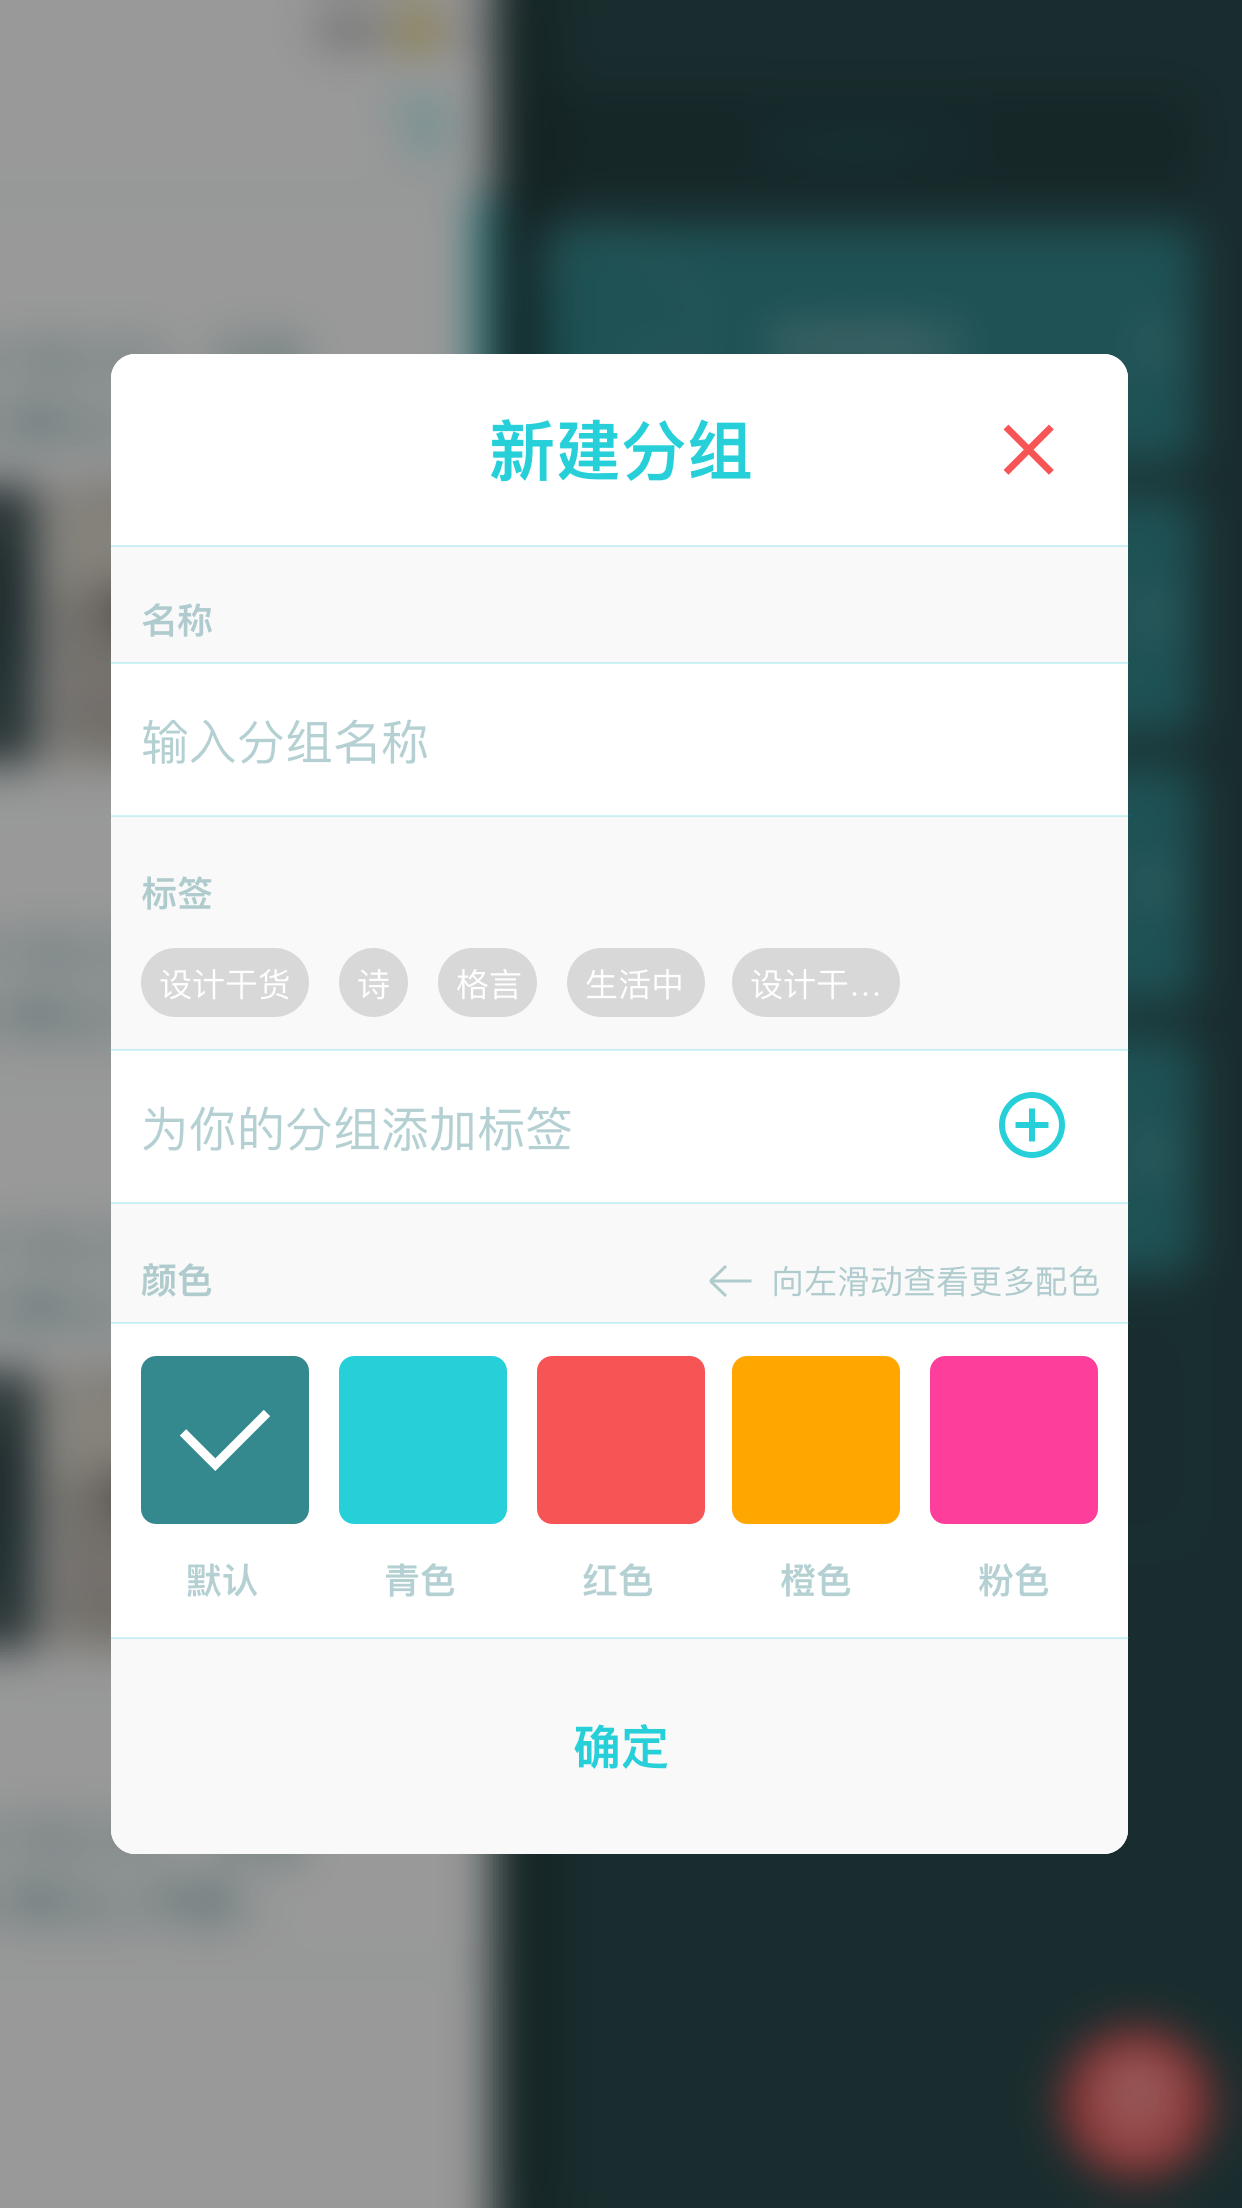 新建分组
名称
输入分组名称
标签
设计干货 诗 格言 生活中 设计干...
为你的分组添加标签
颜色 向左滑动查看更多配色
默认 青色 红色 橙色 粉色
确定